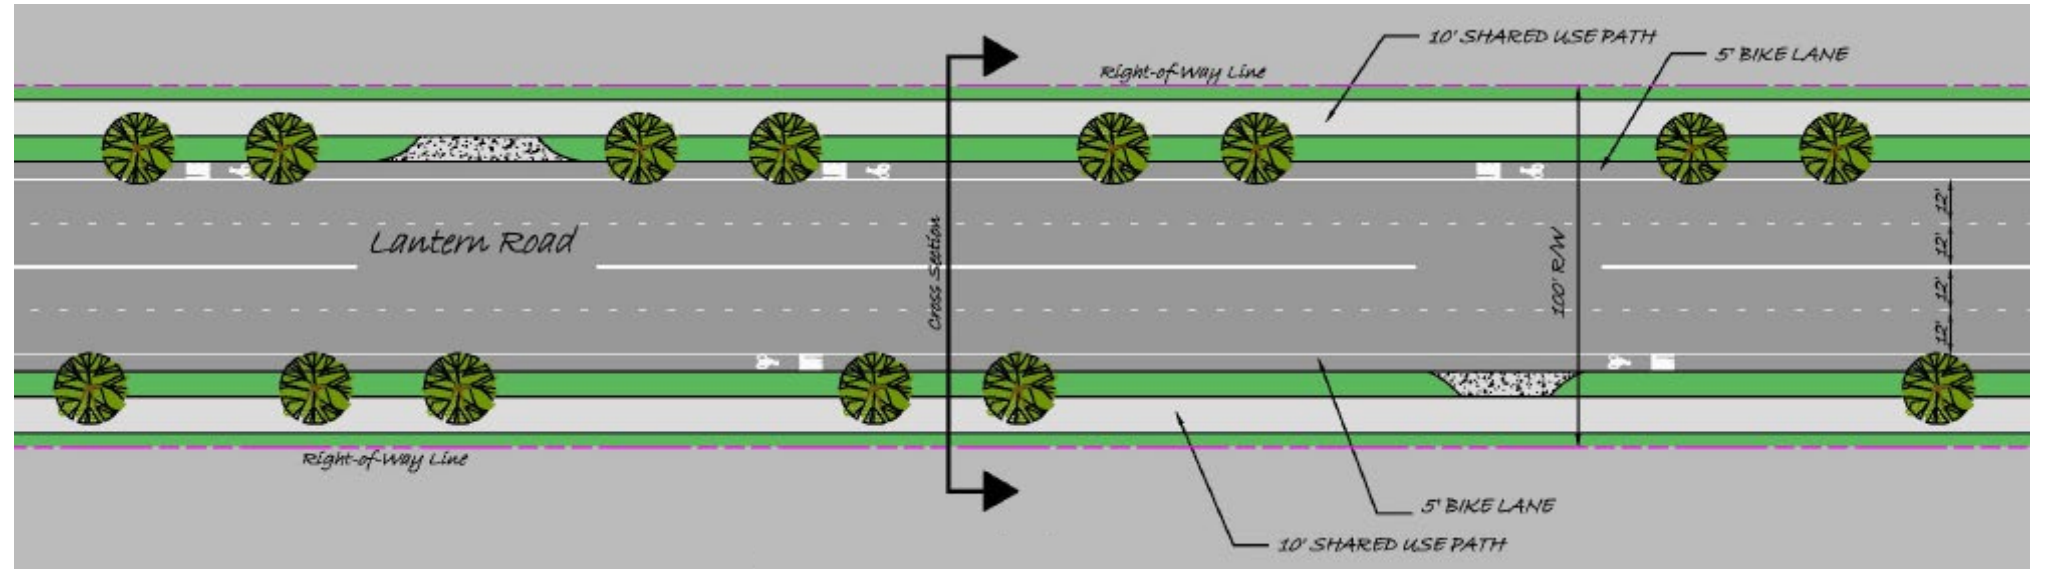 10' SHARED USE PATH
5' BIKE LANE
Right-of-Way Line
12'
12'
12'
12'
Lantern Road
Cross Section
100' R/W
Right-of-Way Line
5' BIKE LANE
10' SHARED USE PATH